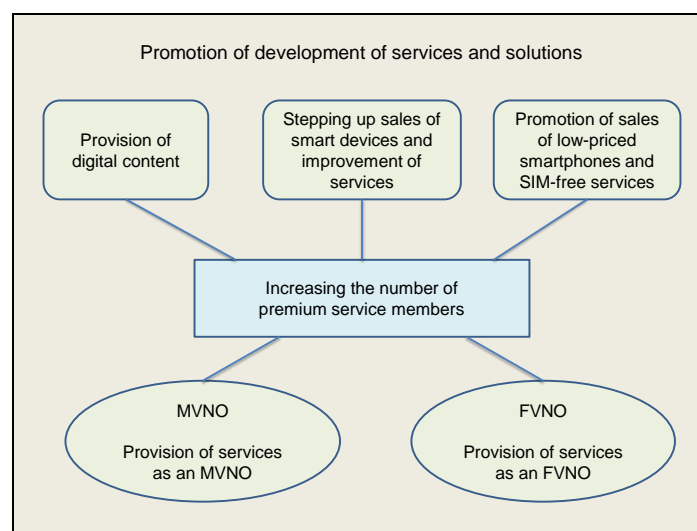 Promotion of development of services and solutions
Provision of
digital content
Stepping up sales of
smart devices and
improvement of
services
Promotion of sales
of low-priced
smartphones and
SIM-free services
Increasing the number of
premium service members
MVNO
Provision of services
as an MVNO
FVNO
Provision of services
as an FVNO